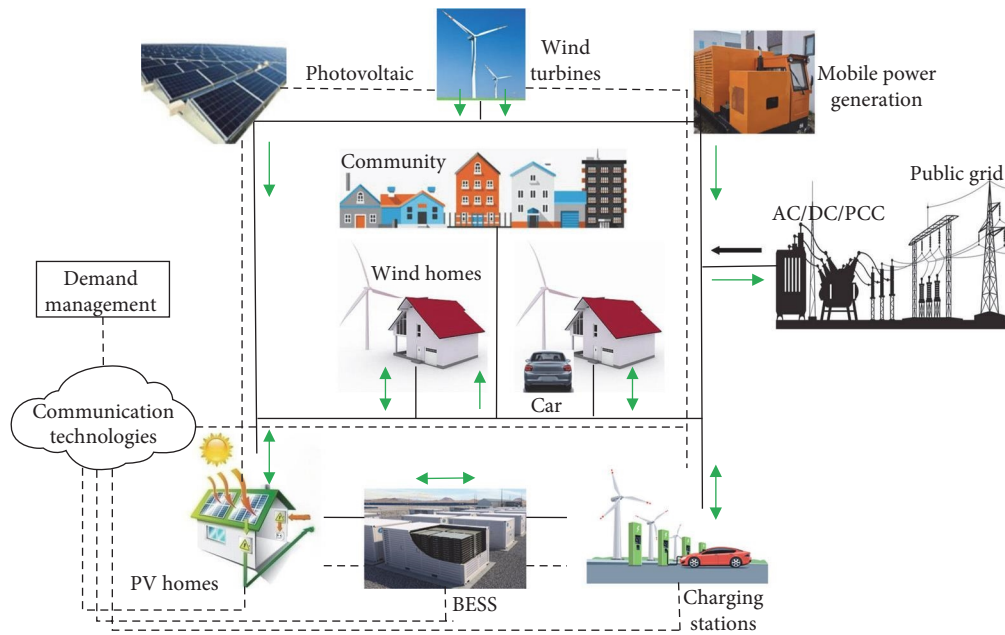 Photovoltaic
Wind
turbines
Mobile power
generation
Community
Public grid
AC/DC/PCC
Wind homes
Demand
management
Car
Communication
technologies
PV homes
BESS
Charging
stations